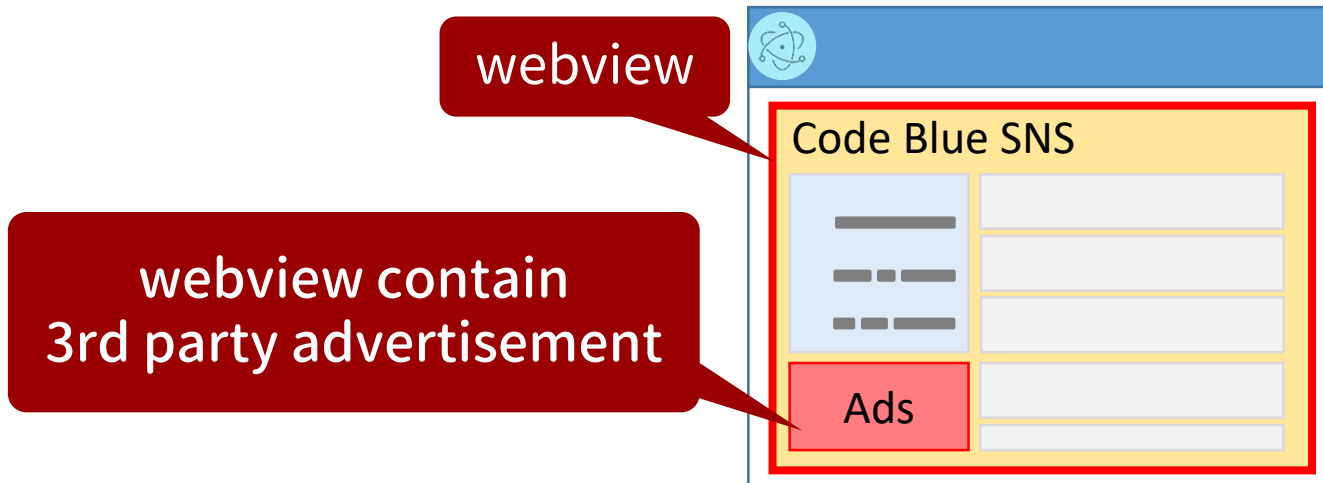 webview
Code Blue SNS
webview contain
3rd party advertisement
Ads